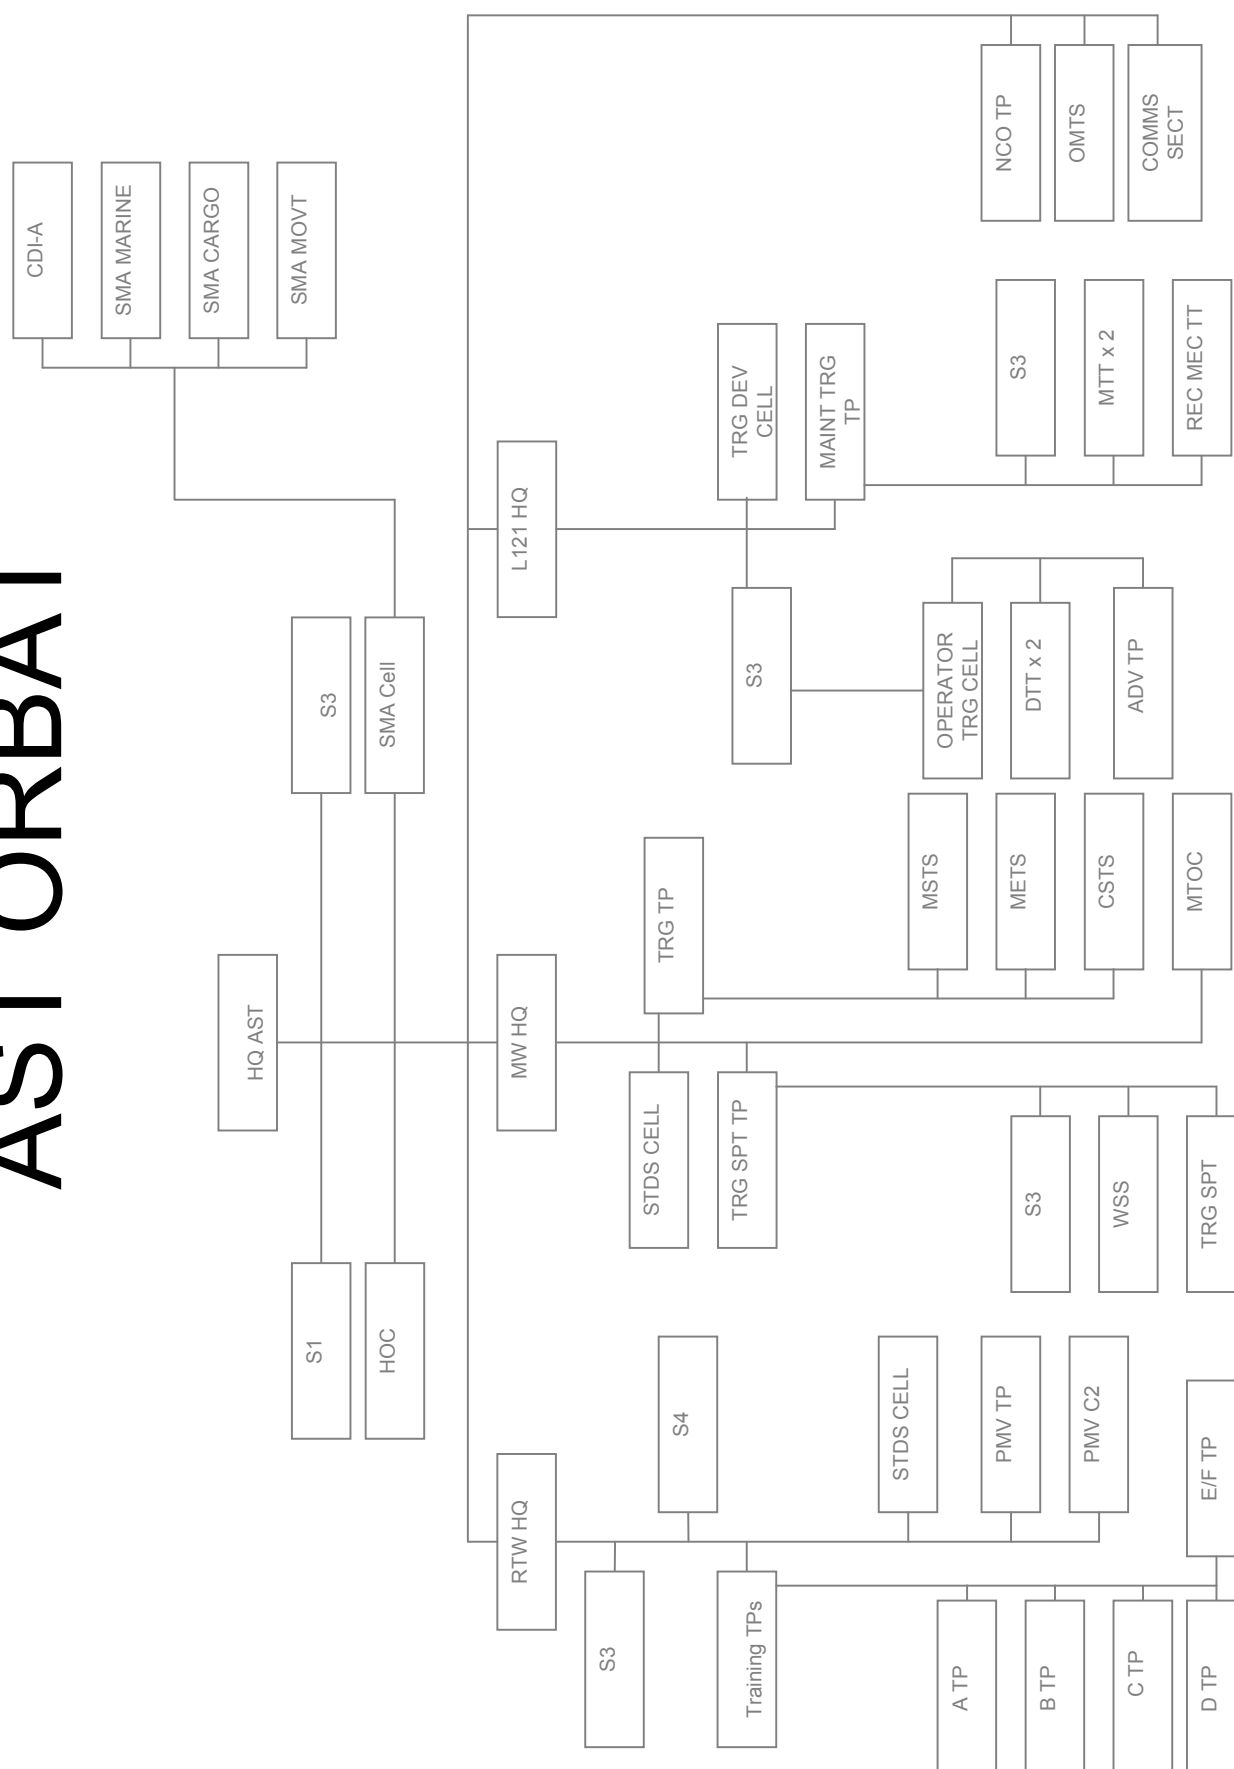 AST ORBAT
HQ AST
S1
S3
HOC
SMA Cell
CDI-A
SMA MARINE
SMA CARGO
SMA MOVT
RTW HQ
MW HQ
L121 HQ
S3
S4
Training TPs
STDS CELL
PMV TP
PMV C2
A TP
B TP
C TP
D TP
E/F TP
STDS CELL
TRG TP
TRG SPT TP
MSTS
METS
CSTS
MTOC
S3
WSS
TRG SPT
S3
TRG DEV
CELL
MAINT TRG
TP
OPERATOR
TRG CELL
DTT x 2
ADV TP
S3
MTT x 2
REC MEC TT
NCO TP
OMTS
COMMS
SECT